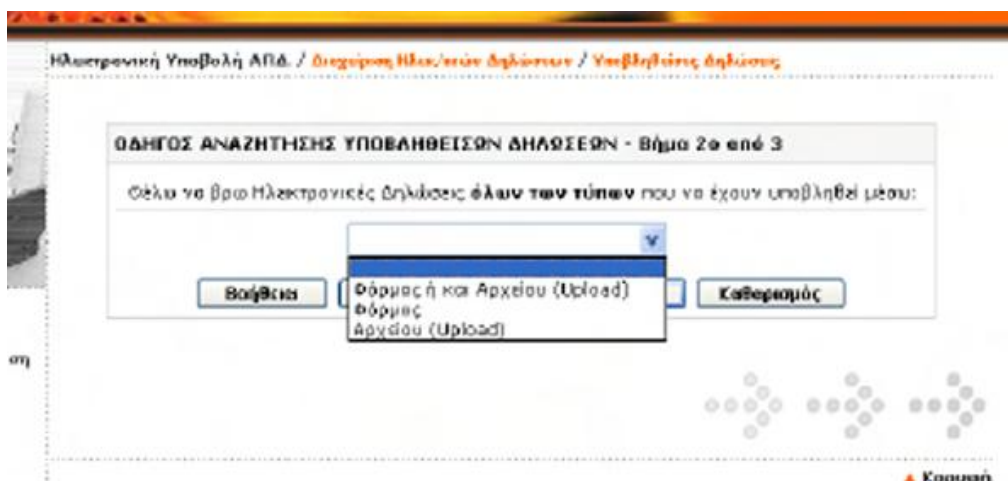 Ηλεκτρονική Υποβολή ΑΠΔ. / Διαχείριση Ηλεκ/κών Δηλώσεων / Υποβληθείσες Δηλώσεις
ΟΔΗΓΟΣ ΑΝΑΖΗΤΗΣΗΣ ΥΠΟΒΛΗΘΕΙΣΩΝ ΔΗΛΩΣΕΩΝ - Βήμα 2ο από 3
Θέλω να βρω Ηλεκτρονικές Δηλώσεις όλων των τύπων που να έχουν υποβληθεί μέσω:
Βοήθεια
Καθαρισμός
Φόρμας ή και Αρχείου (Upload)
Φόρμας
Αρχείου (Upload)
ση
Κορυφή